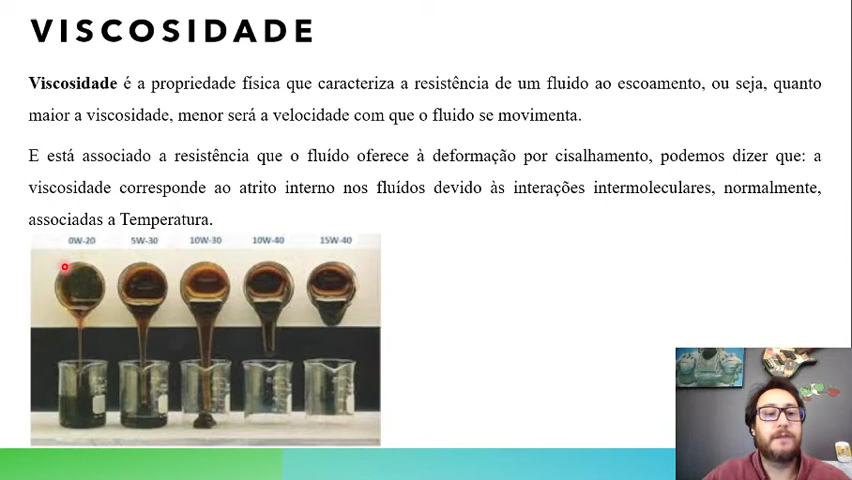 VISCOSIDADE
Viscosidade é a propriedade física que caracteriza a resistência de um fluido ao escoamento, ou seja, quanto
maior a viscosidade, menor será a velocidade com que o fluido se movimenta.
E está associado a resistência que o fluído oferece à deformação por cisalhamento, podemos dizer que: a
viscosidade corresponde ao atrito interno nos fluídos devido às interações intermoleculares, normalmente,
associadas a Temperatura.
0W-20 5W-30 10W-30 10W-40 15W-40